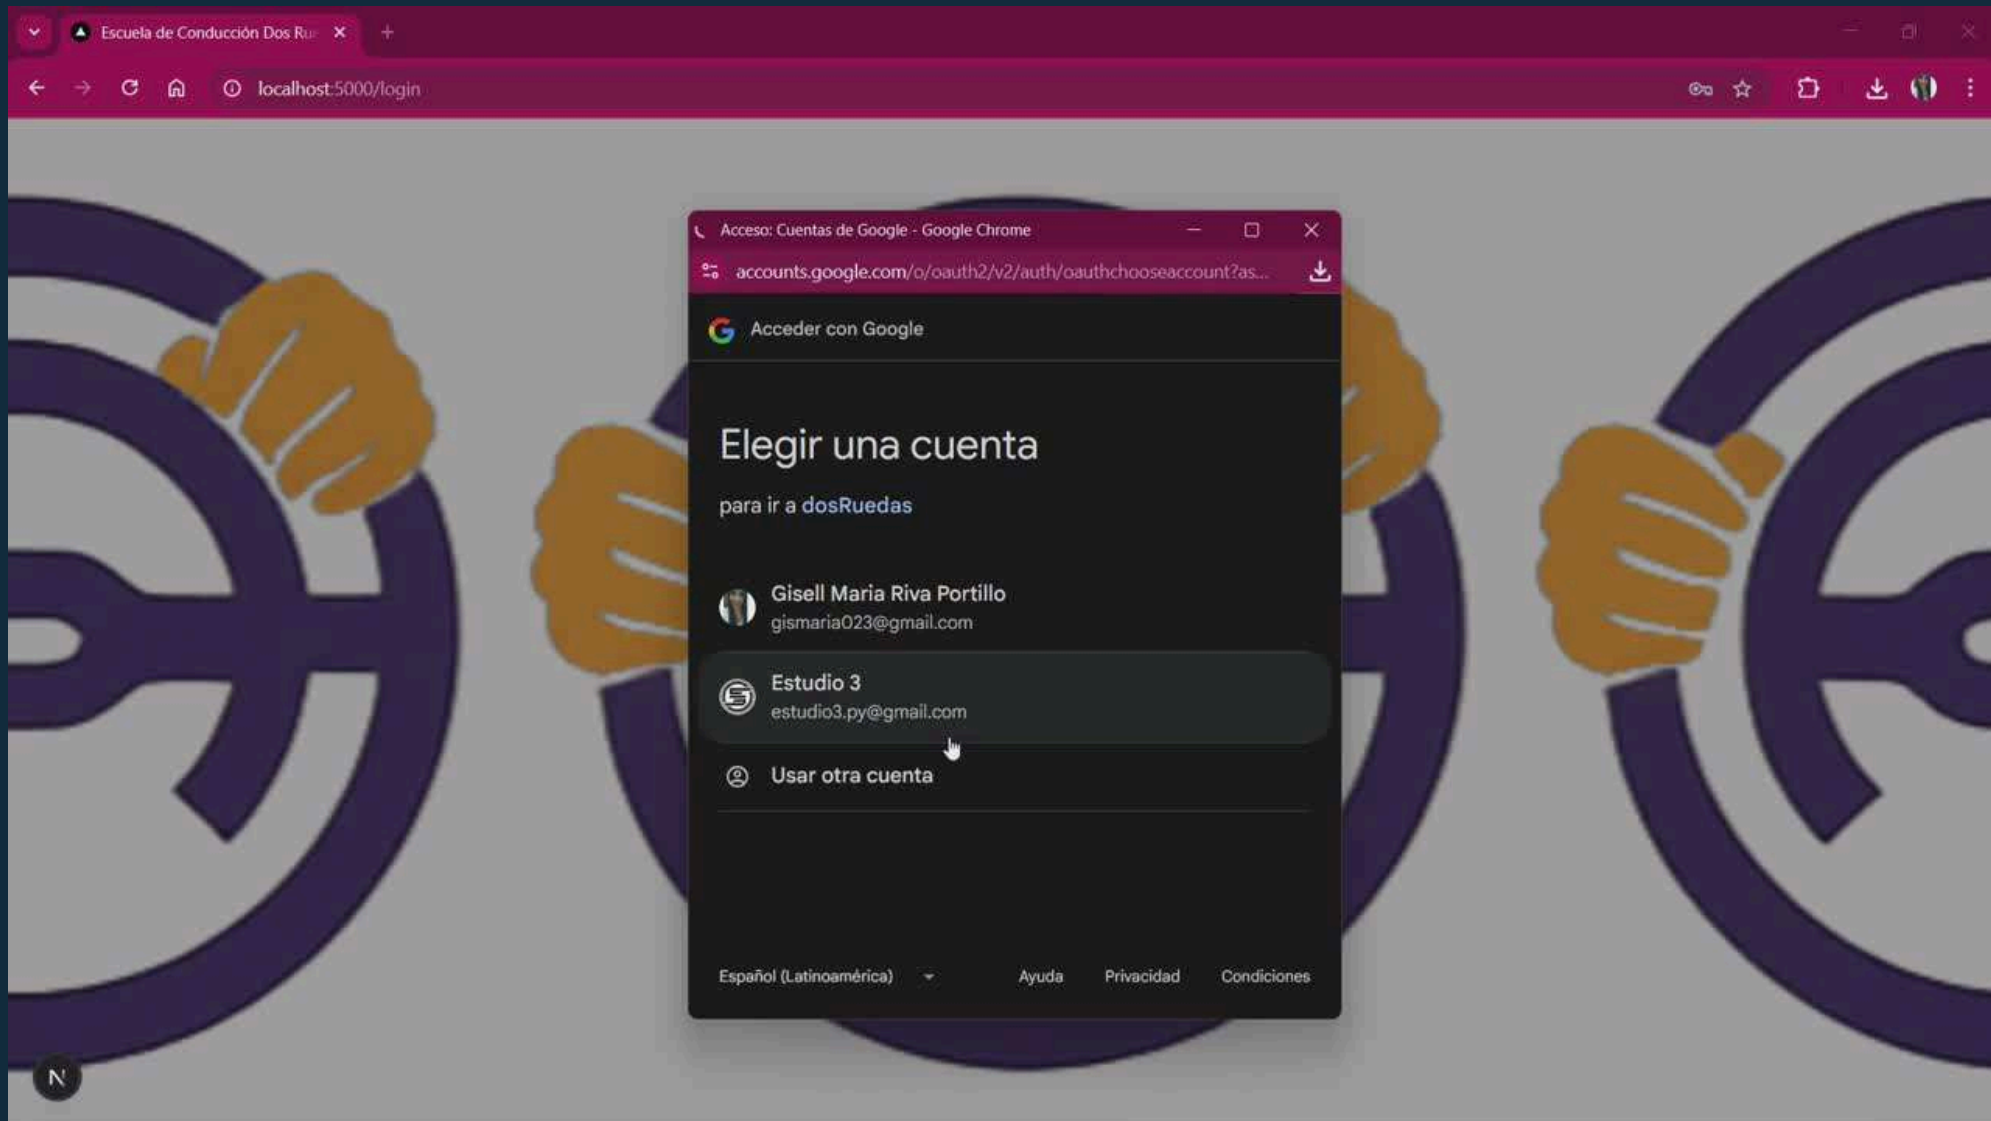 Escuela de Conducción Dos Rue
localhost:5000/login
Acceso: Cuentas de Google - Google Chrome
accounts.google.com/o/oauth2/v2/auth/oauthchooseaccount?as...
Acceder con Google
Elegir una cuenta
para ir a dosRuedas
Gisell Maria Riva Portillo
gismaria023@gmail.com
Estudio 3
estudio3.py@gmail.com
Usar otra cuenta
Español (Latinoamérica) Ayuda Privacidad Condiciones
N